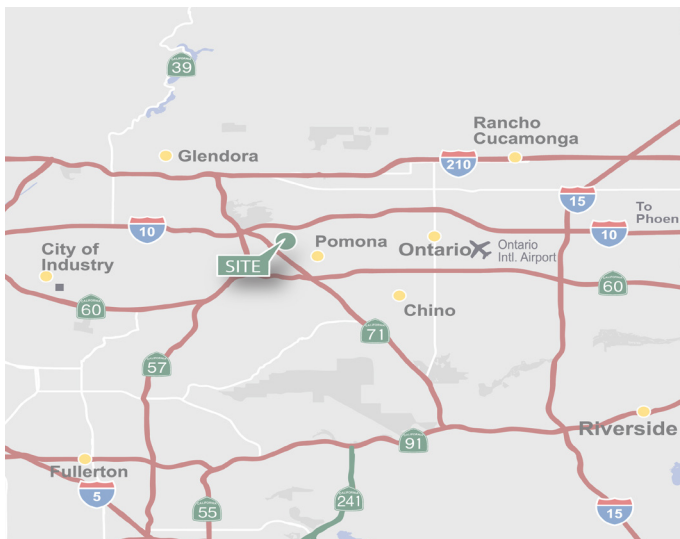 39
Rancho
Cucamonga
Glendora
210
15
To
Phoen
10
10
City of
Industry
SITE
Pomona
Ontario
Ontario
Intl. Airport
60
60
Chino
71
57
Riverside
91
Fullerton
5
55
241
15